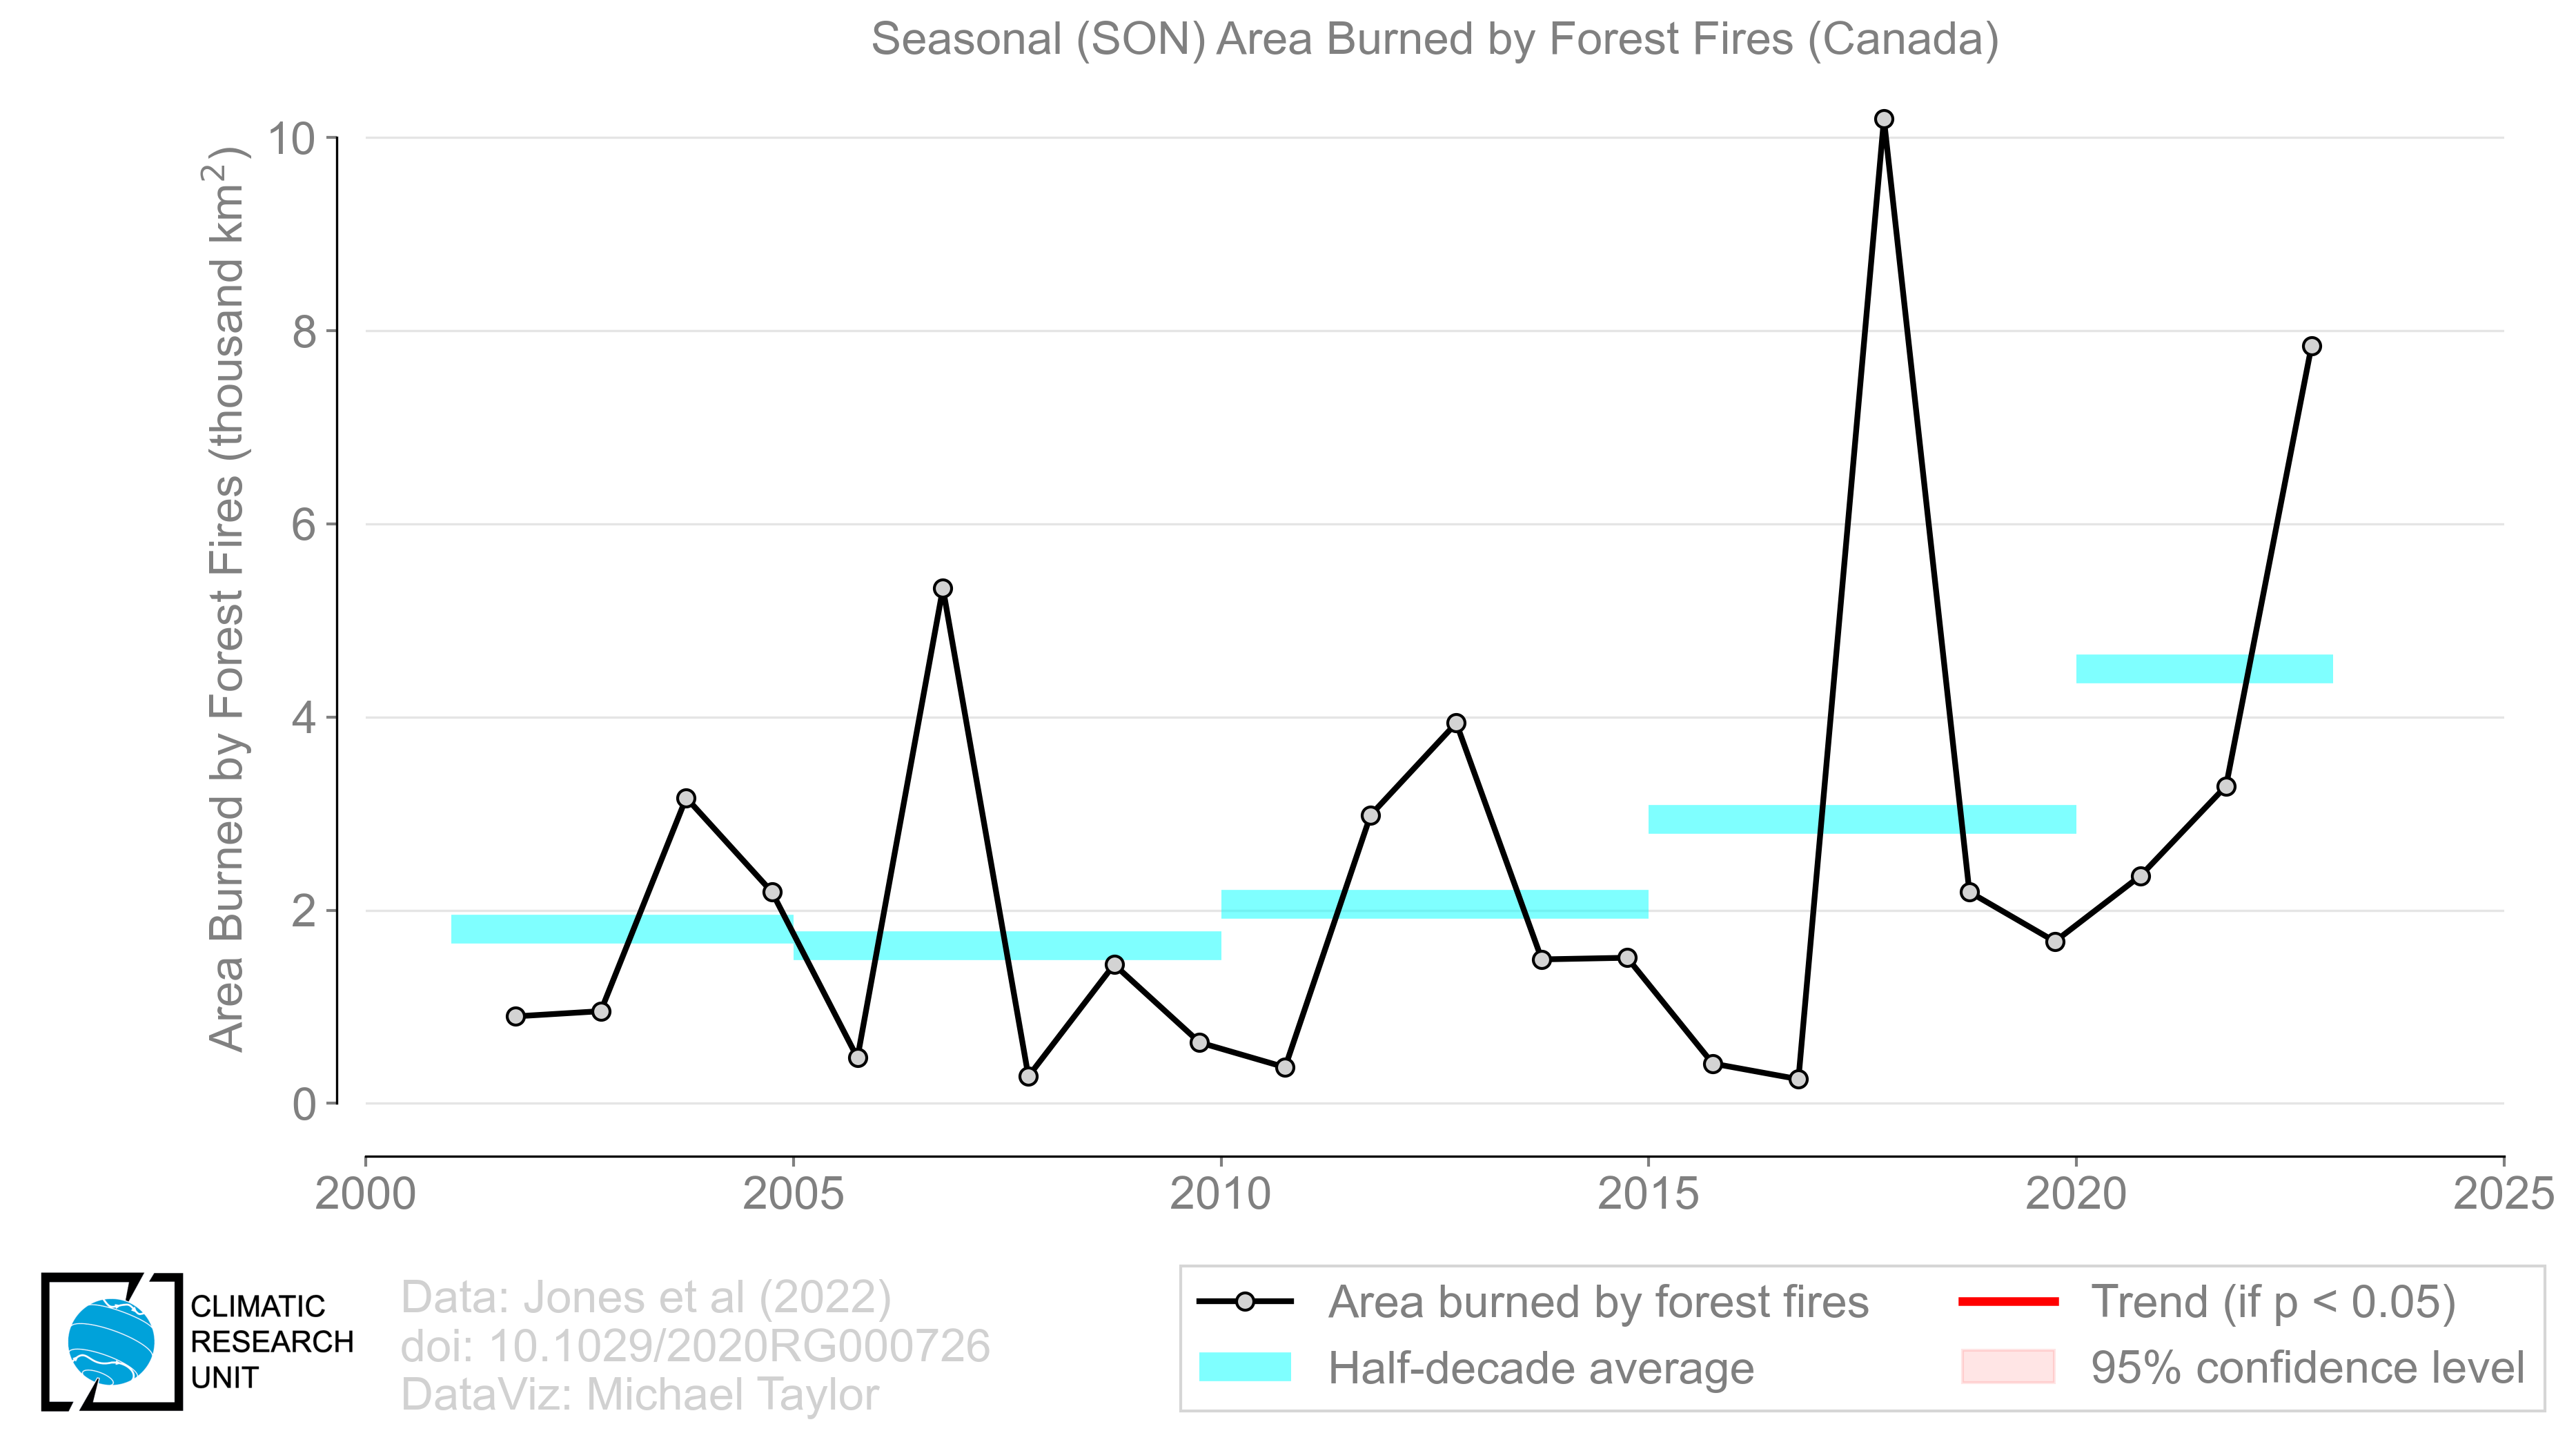 Seasonal (SON) Area Burned by Forest Fires (Canada)
Area Burned by Forest Fires (thousand km²)
10
8
6
4
2
0
2000 2005 2010 2015 2020 2025
CLIMATIC
RESEARCH
UNIT
Data: Jones et al (2022)
doi: 10.1029/2020RG000726
DataViz: Michael Taylor
Area burned by forest fires
Half-decade average
Trend (if p < 0.05)
95% confidence level